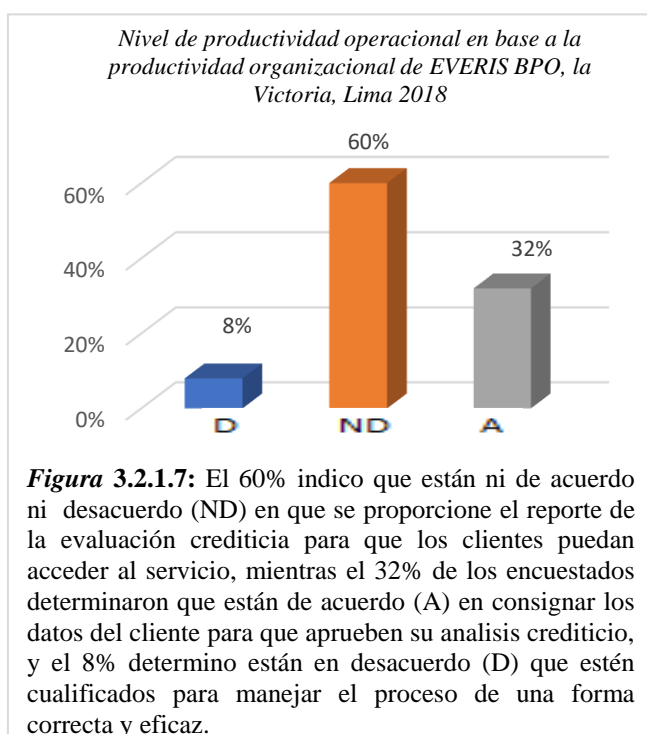 Nivel de productividad operacional en base a la
productividad organizacional de EVERIS BPO, la
Victoria, Lima 2018
60%
60%
40%
32%
20%
8%
0%
D ND A
Figura 3.2.1.7: El 60% indico que están ni de acuerdo
ni desacuerdo (ND) en que se proporcione el reporte de
la evaluación crediticia para que los clientes puedan
acceder al servicio, mientras el 32% de los encuestados
determinaron que están de acuerdo (A) en consignar los
datos del cliente para que aprueben su analisis crediticio,
y el 8% determino están en desacuerdo (D) que estén
cualificados para manejar el proceso de una forma
correcta y eficaz.